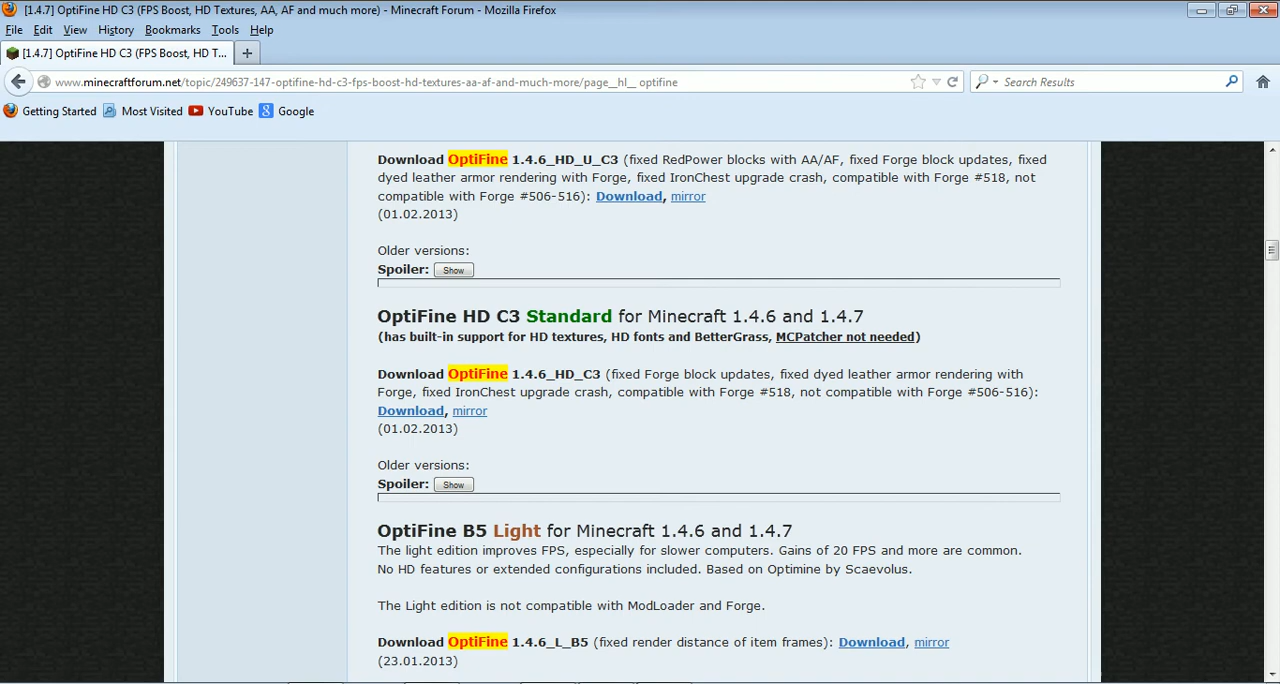 [1.4.7] OptiFine HD C3 (FPS Boost, HD Textures, AA, AF and much more) - Minecraft Forum - Mozilla Firefox
File Edit View History Bookmarks Tools Help
[1.4.7] OptiFine HD C3 (FPS Boost, HD T... +
www.minecraftforum.net/topic/249637-147-optifine-hd-c3-fps-boost-hd-textures-aa-af-and-much-more/page__hl__ optifine
Search Ricerche
Getting Started Most Visited YouTube Google
Download OptiFine 1.4.6_HD_U_C3 (fixed RedPower blocks with AA/AF, fixed Forge block updates, fixed
dyed leather armor rendering with Forge, fixed IronChest upgrade crash, compatible with Forge #518, not
compatible with Forge #506-516): Download, mirror
(01.02.2013)
Older versions:
Spoiler: Show
OptiFine HD C3 Standard for Minecraft 1.4.6 and 1.4.7
(has built-in support for HD textures, HD fonts and BetterGrass, MCPatcher not needed)
Download OptiFine 1.4.6_HD_C3 (fixed Forge block updates, fixed dyed leather armor rendering with
Forge, fixed IronChest upgrade crash, compatible with Forge #518, not compatible with Forge #506-516):
Download, mirror
(01.02.2013)
Older versions:
Spoiler: Show
OptiFine B5 Light for Minecraft 1.4.6 and 1.4.7
The light edition improves FPS, especially for slower computers. Gains of 20 FPS and more are common.
No HD features or extended configurations included. Based on Optimine by Scaevolus.
The Light edition is not compatible with ModLoader and Forge.
Download OptiFine 1.4.6_L_B5 (fixed render distance of item frames): Download, mirror
(23.01.2013)